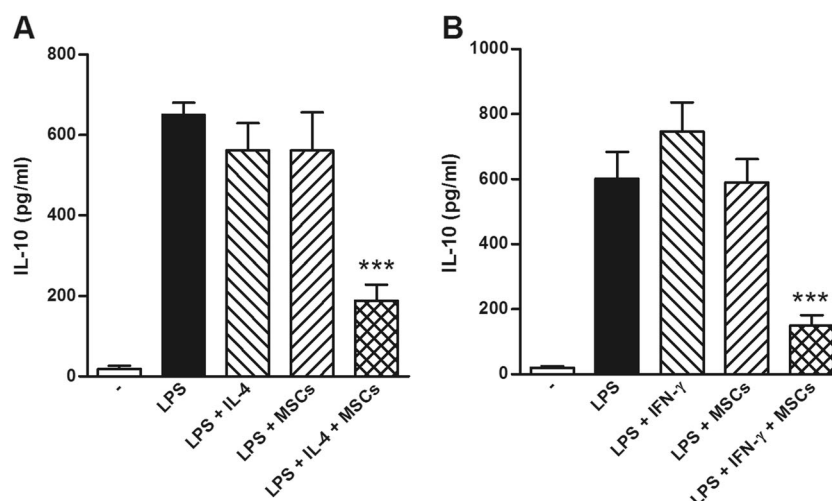 A
IL-10 (pg/ml)
800
600
400
200
0
***
-
LPS
LPS + IL-4
LPS + MSCs
LPS + IL-4 + MSCs
B
IL-10 (pg/ml)
1000
800
600
400
200
0
***
-
LPS
LPS + IFN-γ
LPS + MSCs
LPS + IFN-γ + MSCs